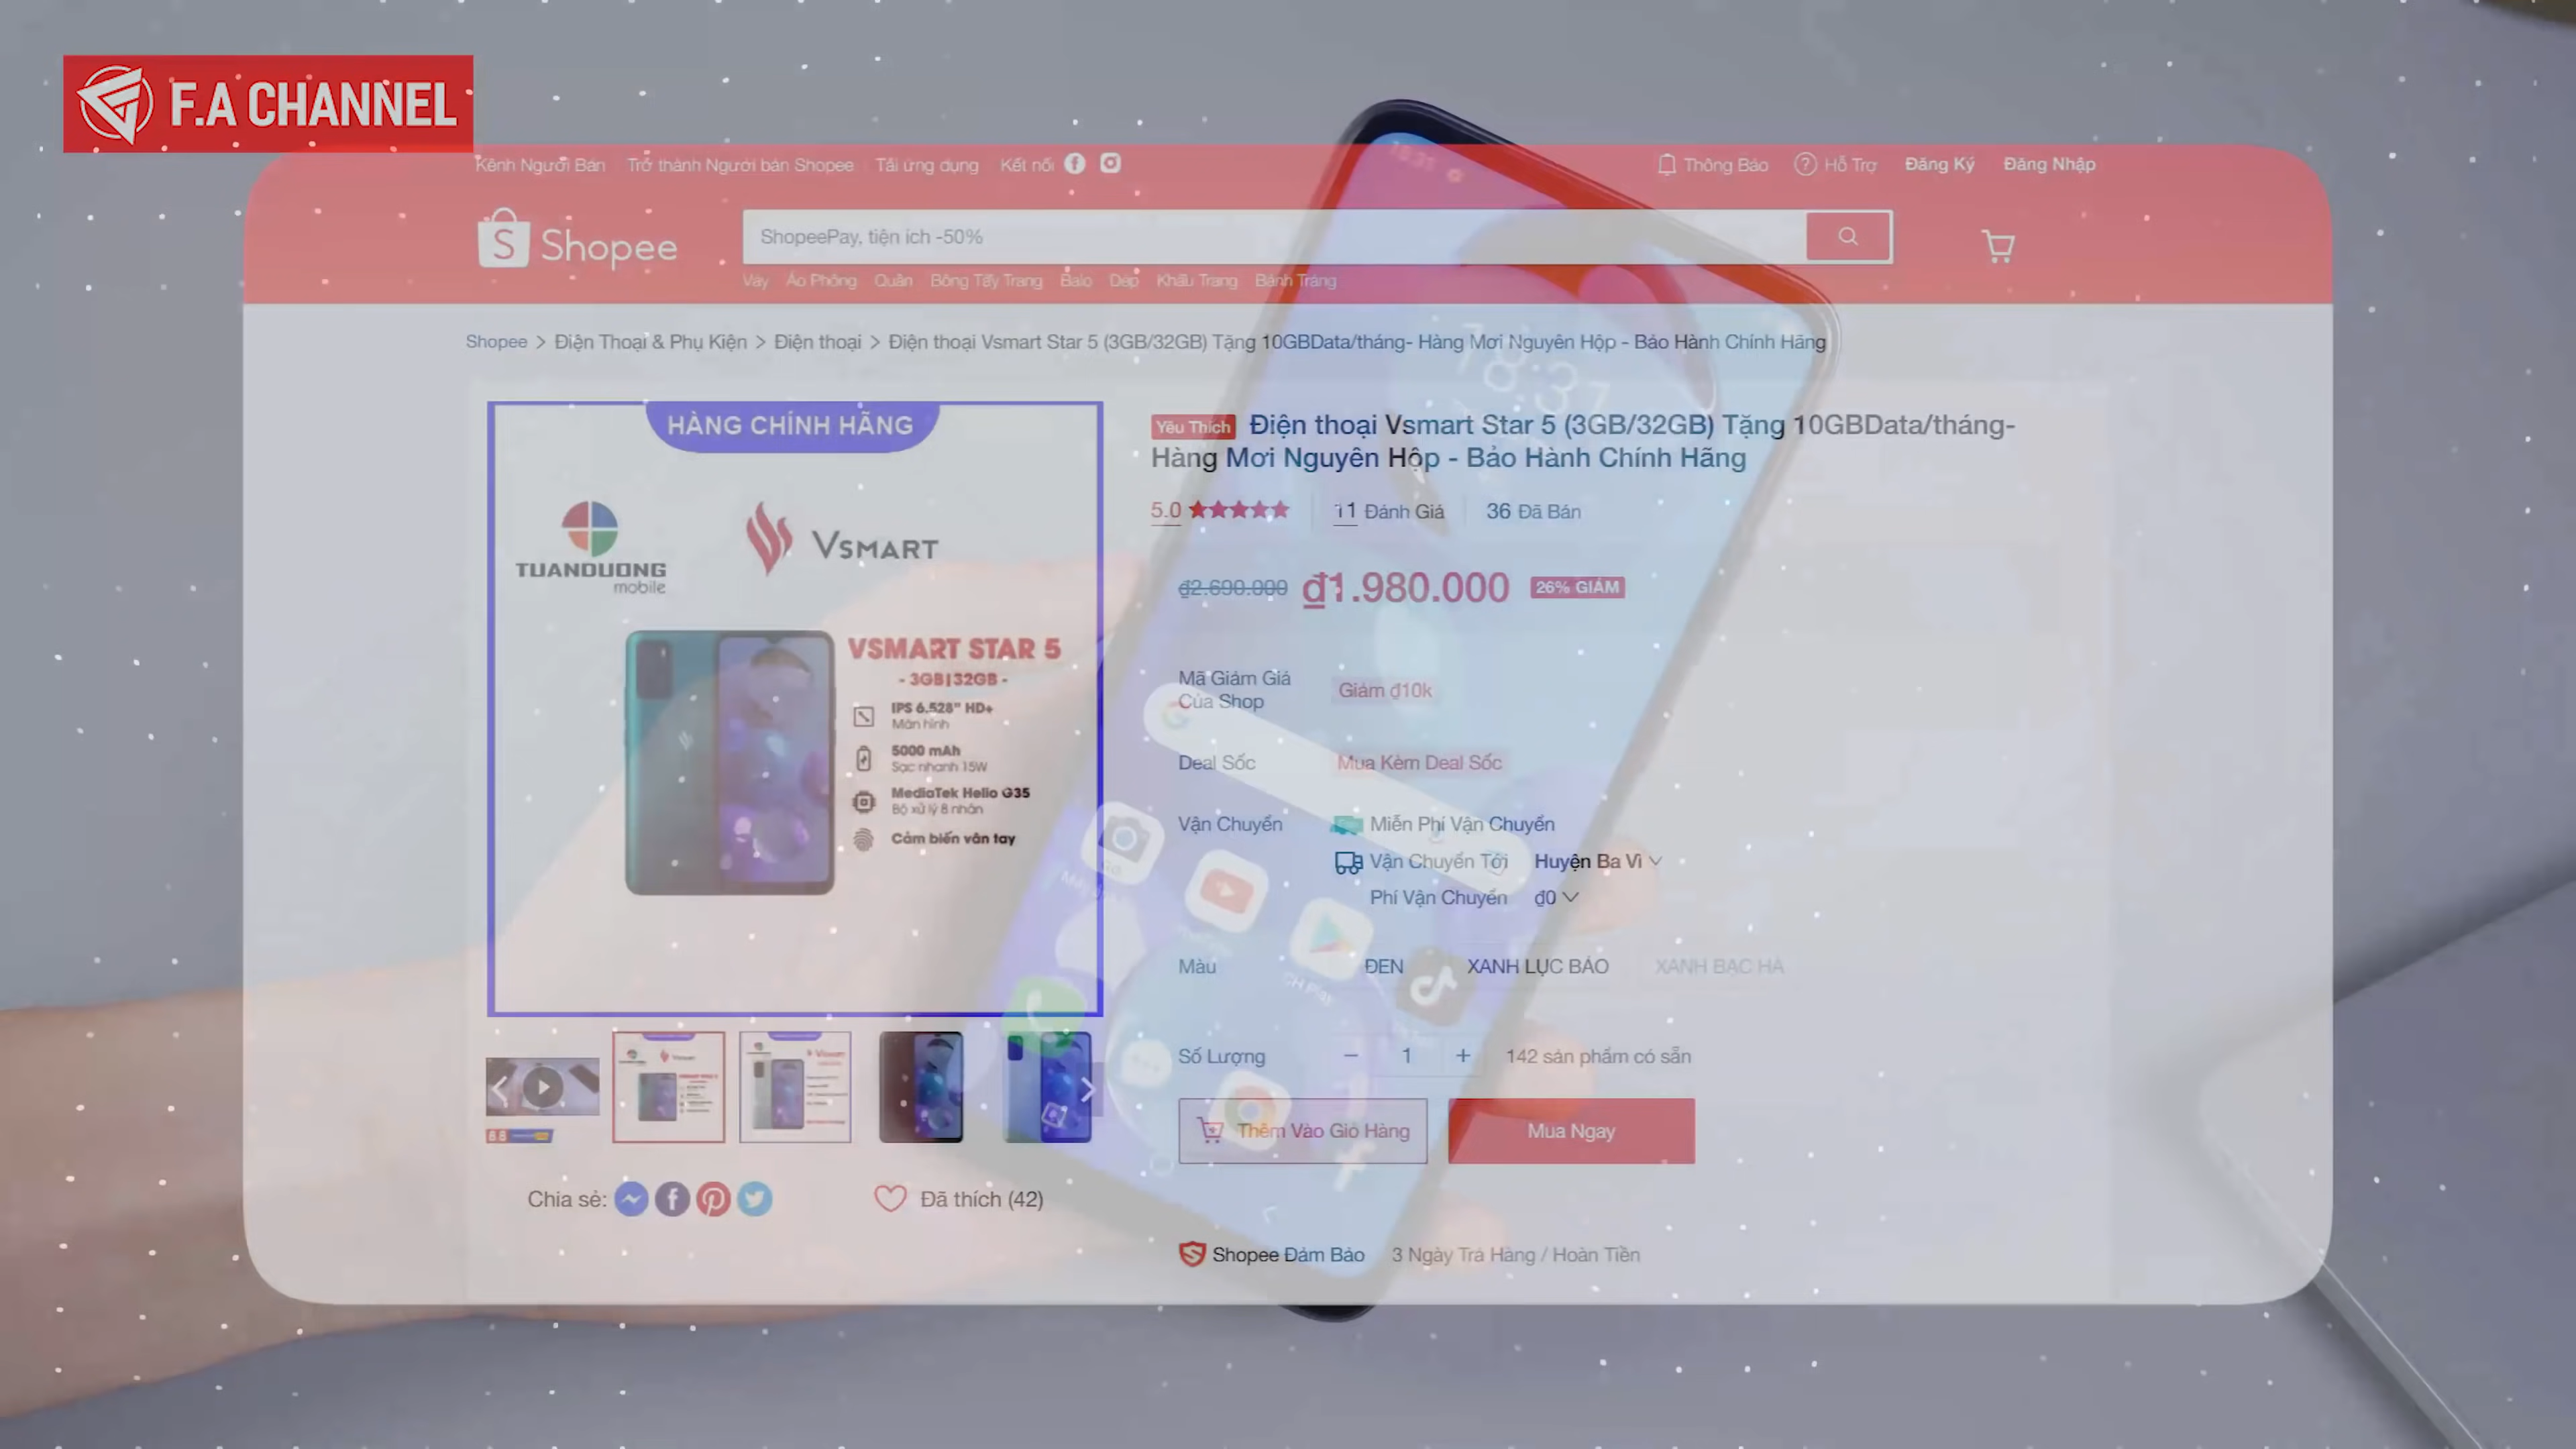 F.A CHANNEL
Kênh Người Bán Trở thành Người bán Shopee Tải ứng dụng Kết nối
Thông Báo Hỗ Trợ Đăng Ký Đăng Nhập
Shopee
ShopeePay, tiện ích -50%
Váy Áo Phông Quần Bông Tẩy Trang Balo Dép Khẩu Trang Bánh Tráng
Shopee > Điện Thoại & Phụ Kiện > Điện thoại > Điện thoại Vsmart Star 5 (3GB/32GB) Tặng 10GBData/tháng- Hàng Mơi Nguyên Hộp - Bảo Hành Chính Hãng
18:31
18:31
HÀNG CHÍNH HÃNG
TUANDUONG
mobile
VSMART
VSMART STAR 5
- 3GB|32GB -
IPS 6.528" HD+
Màn hình
5000 mAh
Sạc nhanh 15W
MediaTek Helio G35
Bộ xử lý 8 nhân
Cảm biến vân tay
Yêu Thích Điện thoại Vsmart Star 5 (3GB/32GB) Tặng 10GBData/tháng-
Hàng Mơi Nguyên Hộp - Bảo Hành Chính Hãng
5.0 11 Đánh Giá 36 Đã Bán
₫2.690.000 ₫1.980.000 26% GIẢM
Mã Giảm Giá
Của Shop
Giảm ₫10k
Deal Sốc Mua Kèm Deal Sốc
Vận Chuyển Miễn Phí Vận Chuyển
Vận Chuyển Tới Huyện Ba Vì
Phí Vận Chuyển ₫0
Màu ĐEN XANH LỤC BẢO XANH BẠC HÀ
CH Play
Số Lượng − 1 + 142 sản phẩm có sẵn
Thêm Vào Giỏ Hàng Mua Ngay
Chia sẻ: Đã thích (42)
Shopee Đảm Bảo 3 Ngày Trả Hàng / Hoàn Tiền